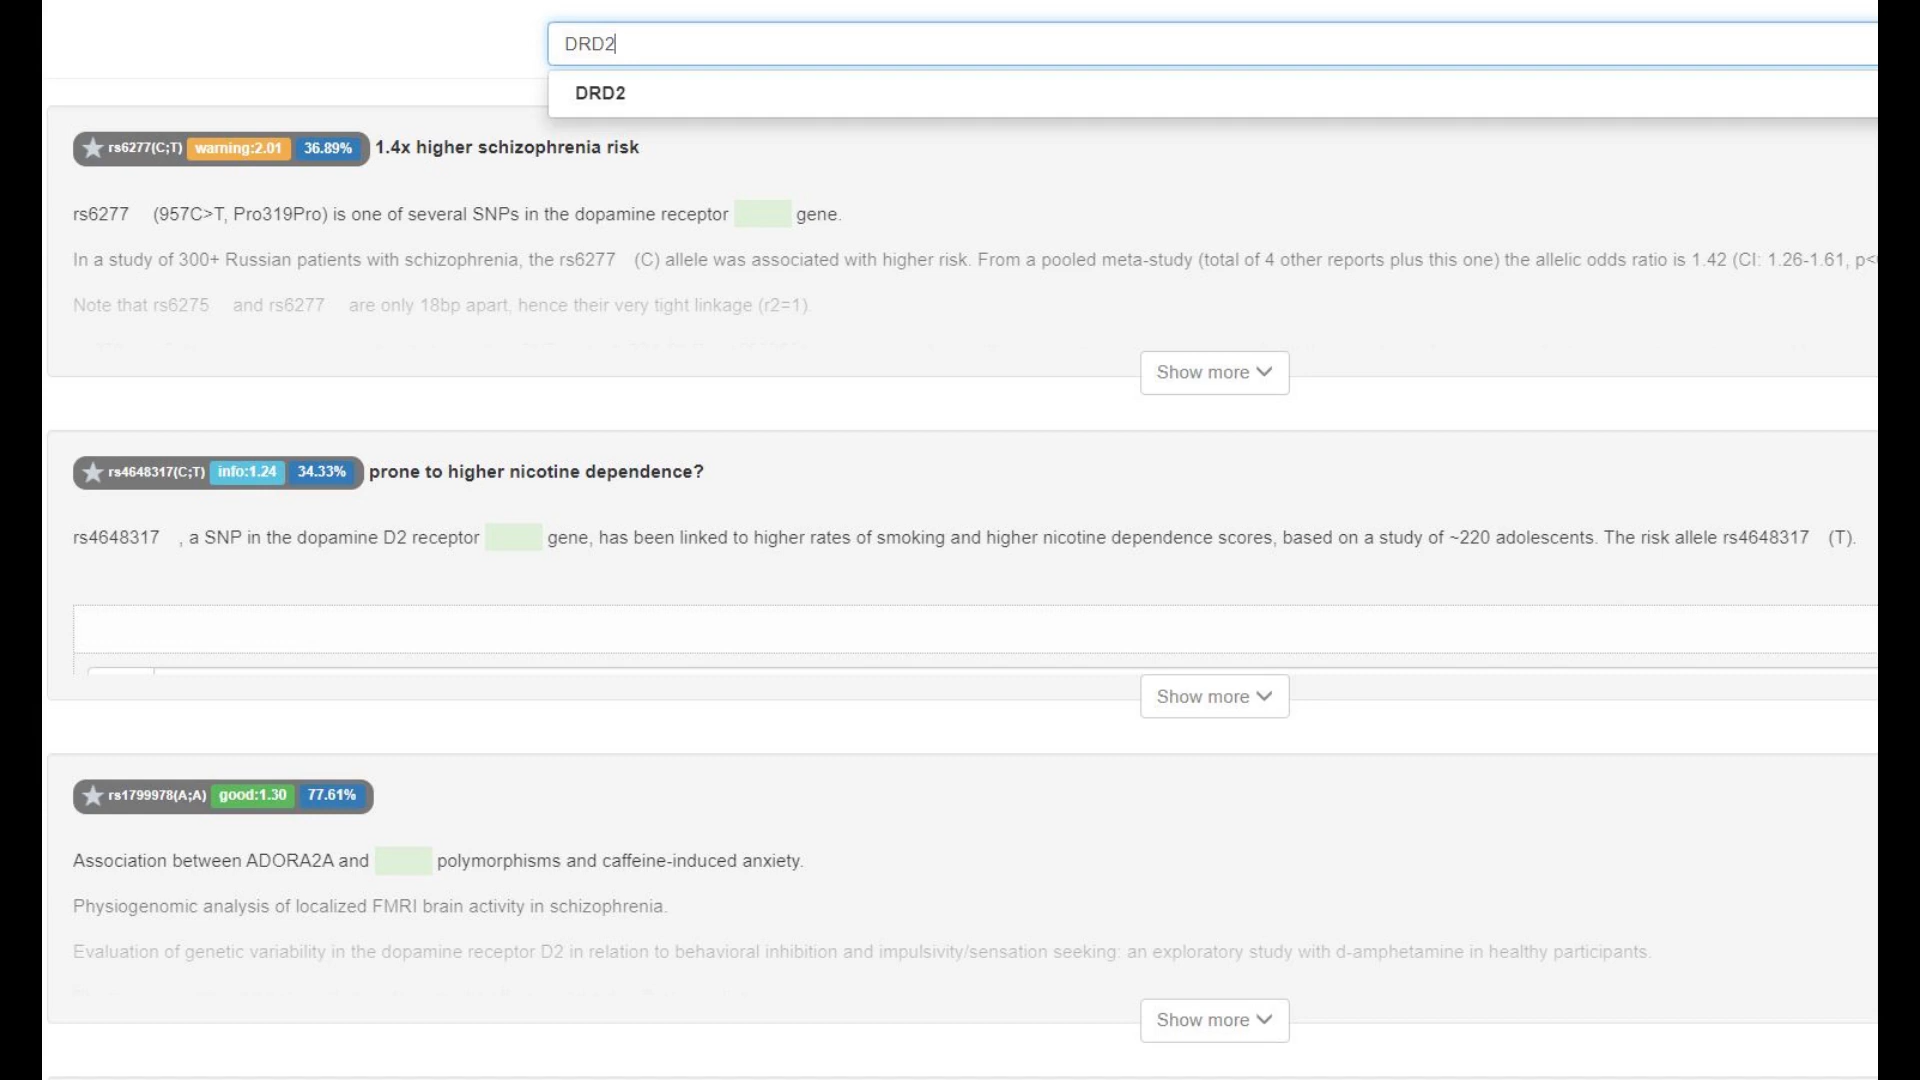 DRD2
DRD2
rs6277(C;T) warning:2.01 36.89% 1.4x higher schizophrenia risk
rs6277 (957C>T, Pro319Pro) is one of several SNPs in the dopamine receptor gene.
In a study of 300+ Russian patients with schizophrenia, the rs6277 (C) allele was associated with higher risk. From a pooled meta-study (total of 4 other reports plus this one) the allelic odds ratio is 1.42 (CI: 1.26-1.61, p<
Note that rs6275 and rs6277 are only 18bp apart, hence their very tight linkage (r2=1).
Show more
rs4648317(C;T) info:1.24 34.33% prone to higher nicotine dependence?
rs4648317 , a SNP in the dopamine D2 receptor gene, has been linked to higher rates of smoking and higher nicotine dependence scores, based on a study of ~220 adolescents. The risk allele rs4648317 (T).
Show more
rs1799978(A;A) good:1.30 77.61%
Association between ADORA2A and polymorphisms and caffeine-induced anxiety.
Physiogenomic analysis of localized FMRI brain activity in schizophrenia.
Evaluation of genetic variability in the dopamine receptor D2 in relation to behavioral inhibition and impulsivity/sensation seeking: an exploratory study with d-amphetamine in healthy participants.
Show more